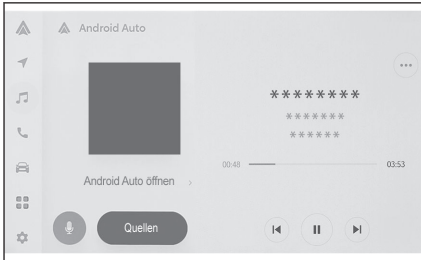 Android Auto
********
*******
******
00:48
03:53
Android Auto öffnen
Quellen